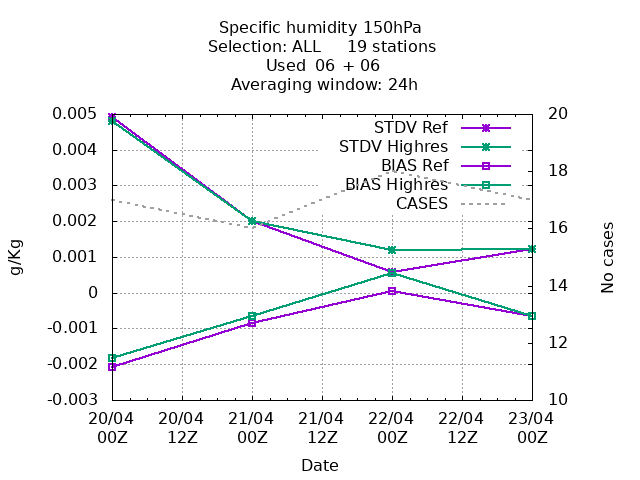 Specific humidity 150hPa
Selection: ALL 19 stations
Used 06 + 06
Averaging window: 24h
0.005
0.004
0.003
0.002
0.001
0
-0.001
-0.002
-0.003
g/Kg
20
18
16
14
12
10
No cases
STDV Ref
STDV Highres
BIAS Ref
BIAS Highres
CASES
20/04 20/04 21/04 21/04 22/04 22/04 23/04
00Z 12Z 00Z 12Z 00Z 12Z 00Z
Date